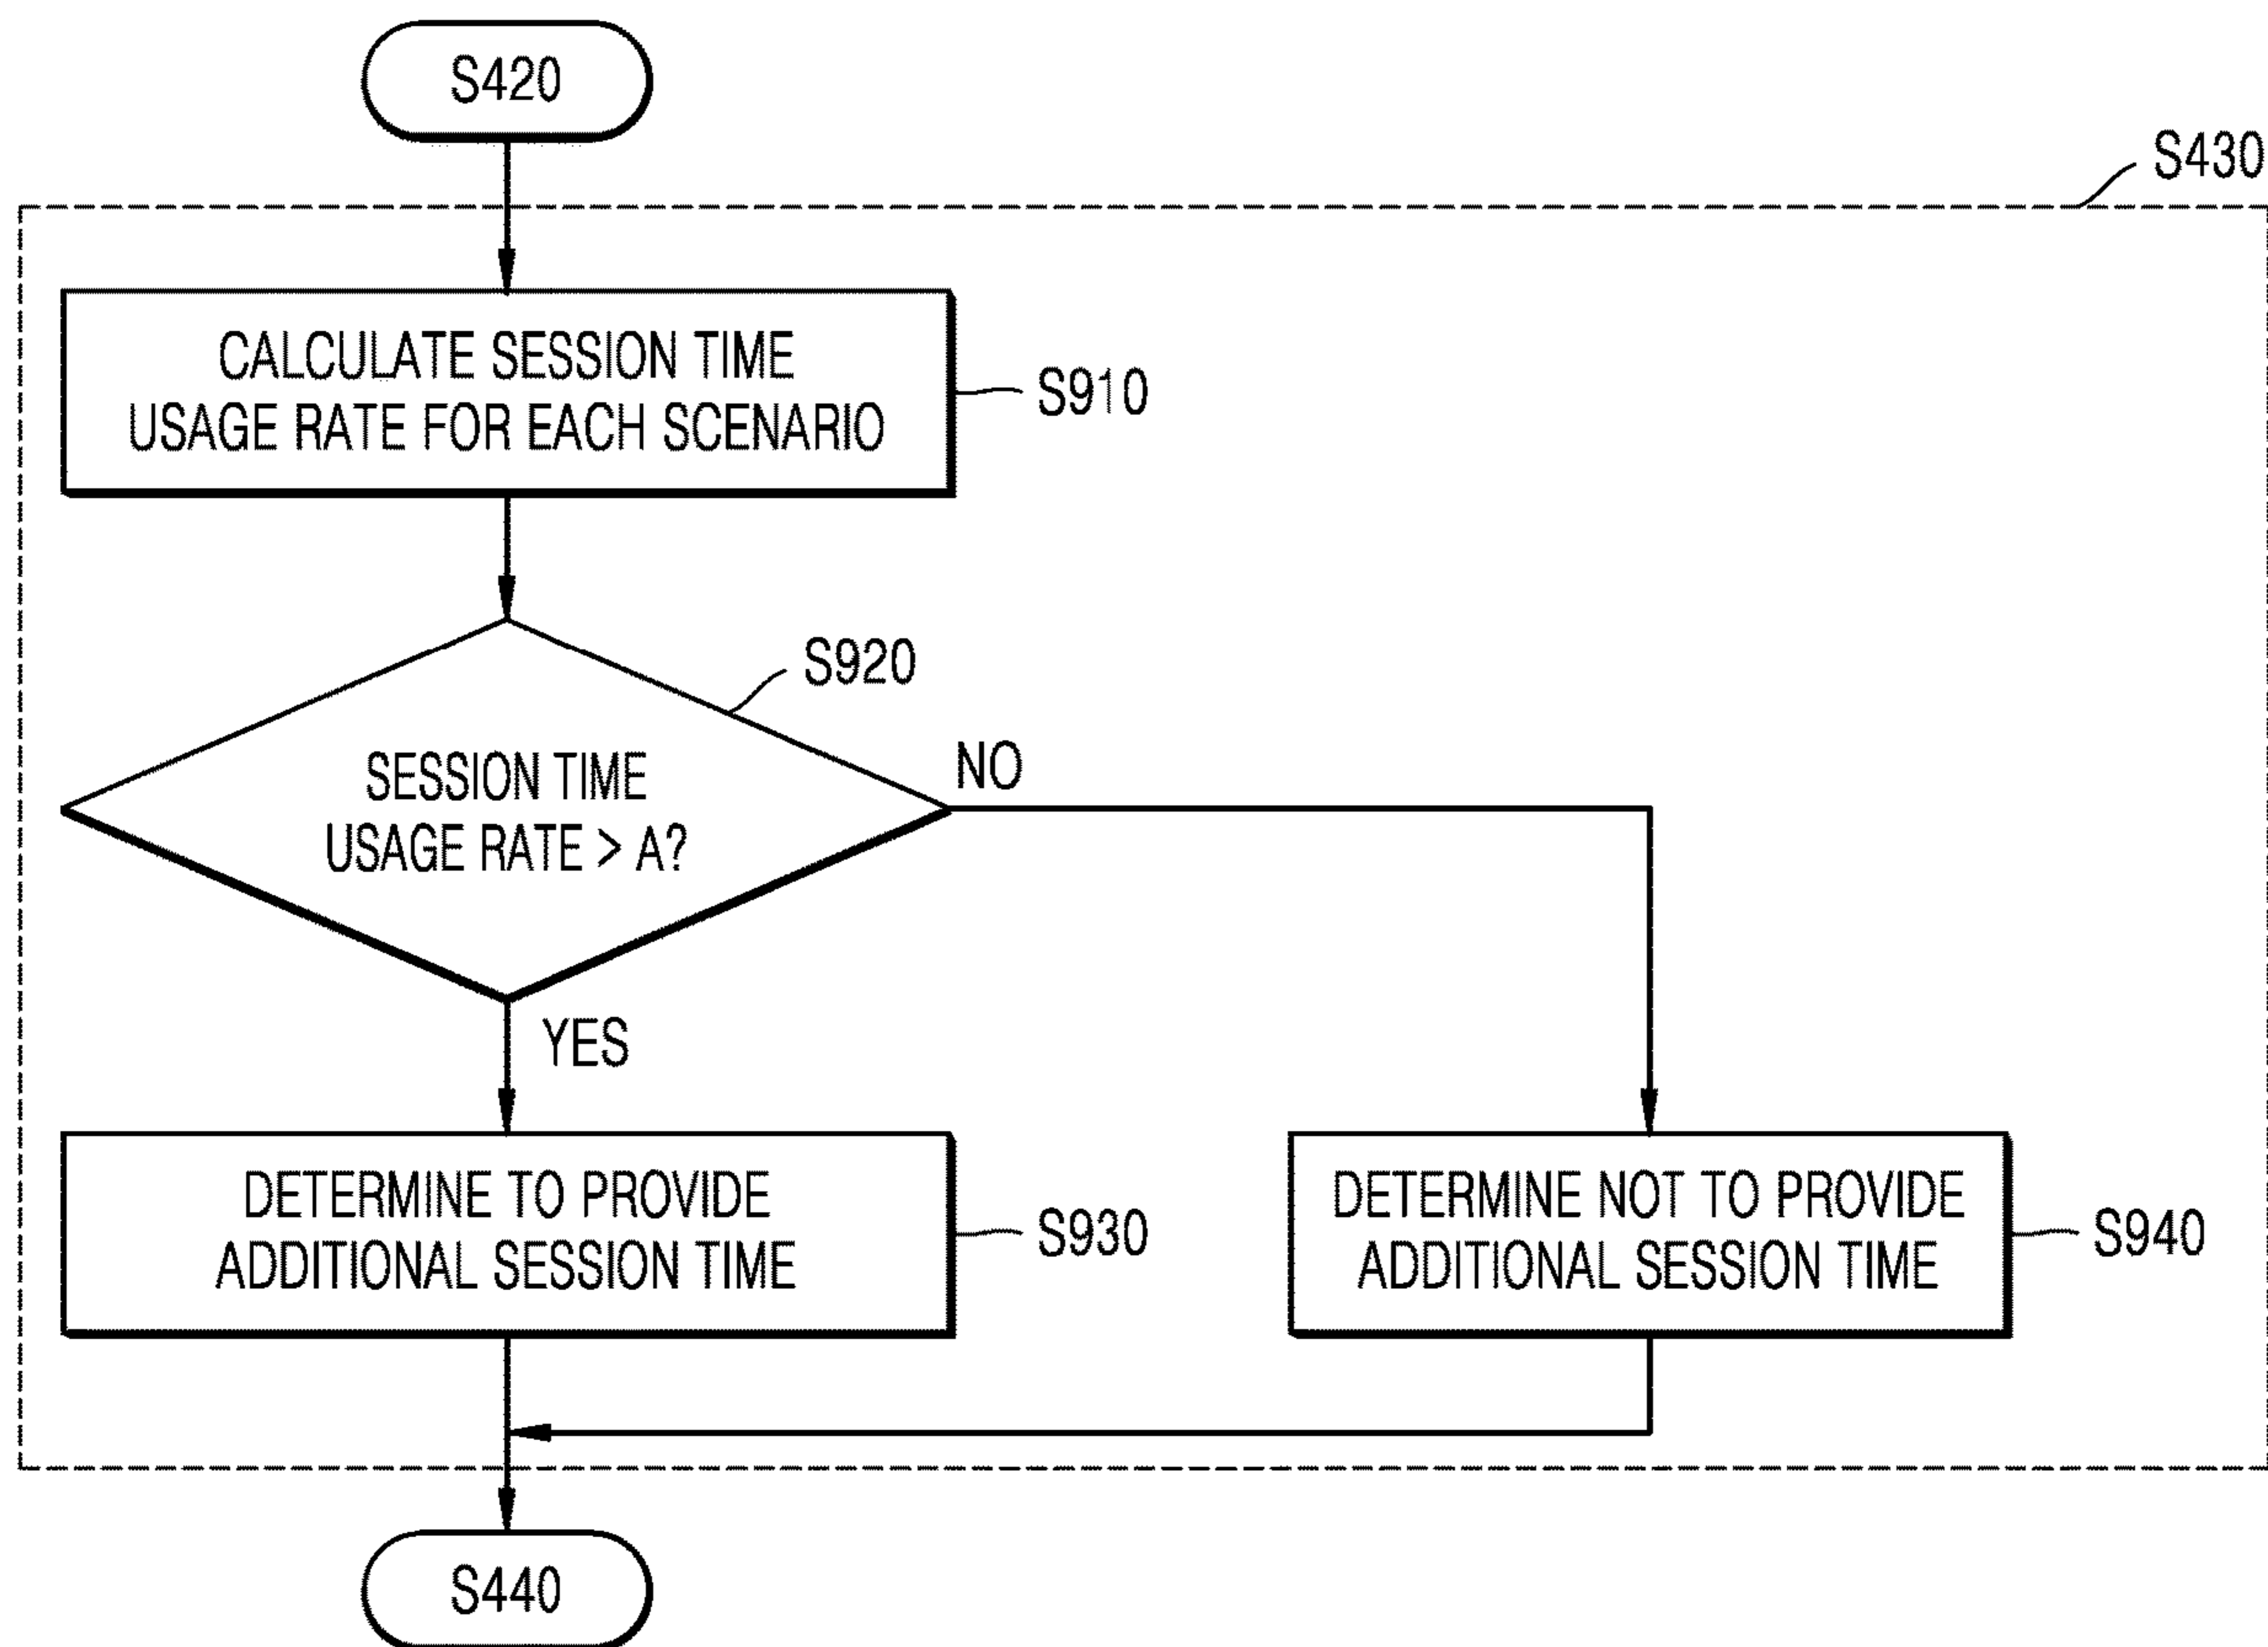 S420
S430
CALCULATE SESSION TIME
USAGE RATE FOR EACH SCENARIO
S910
S920
SESSION TIME
USAGE RATE > A?
NO
YES
DETERMINE TO PROVIDE
ADDITIONAL SESSION TIME
S930
DETERMINE NOT TO PROVIDE
ADDITIONAL SESSION TIME
S940
S440